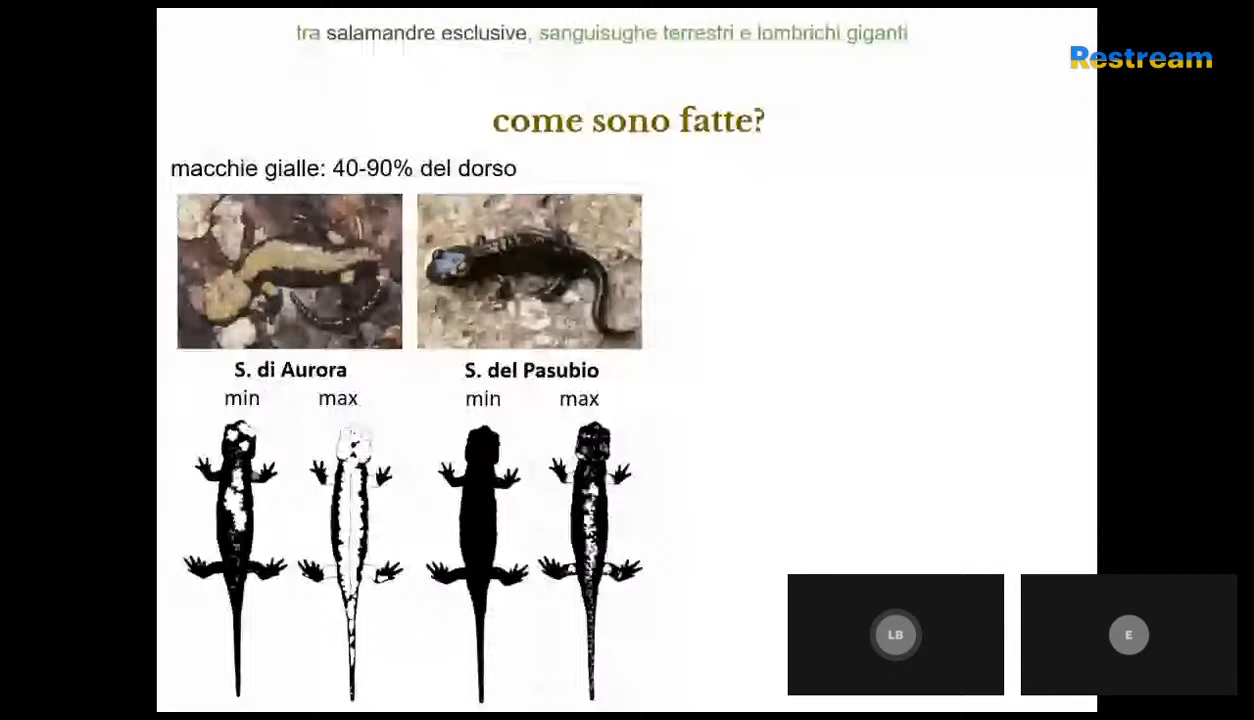 tra salamandre esclusive, sanguisughe terrestri e lombrichi giganti
Restream
come sono fatte?
macchie gialle: 40-90% del dorso
S. di Aurora
S. del Pasubio
min
max
min
max
LB
E